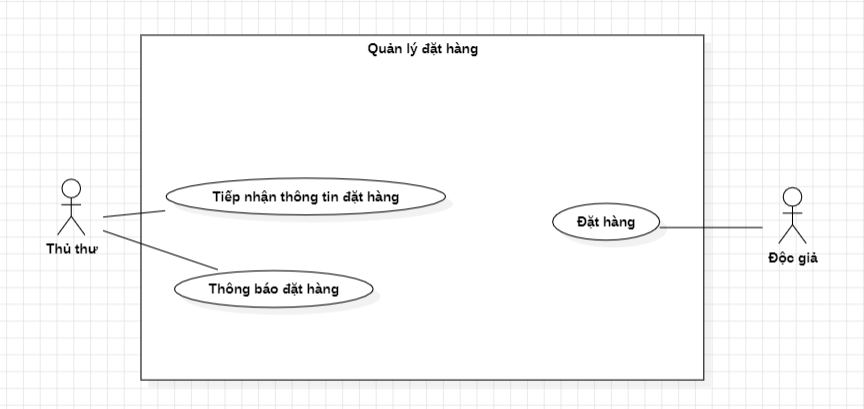 Quản lý đặt hàng
Tiếp nhận thông tin đặt hàng
Đặt hàng
Thủ thư
Độc giả
Thông báo đặt hàng